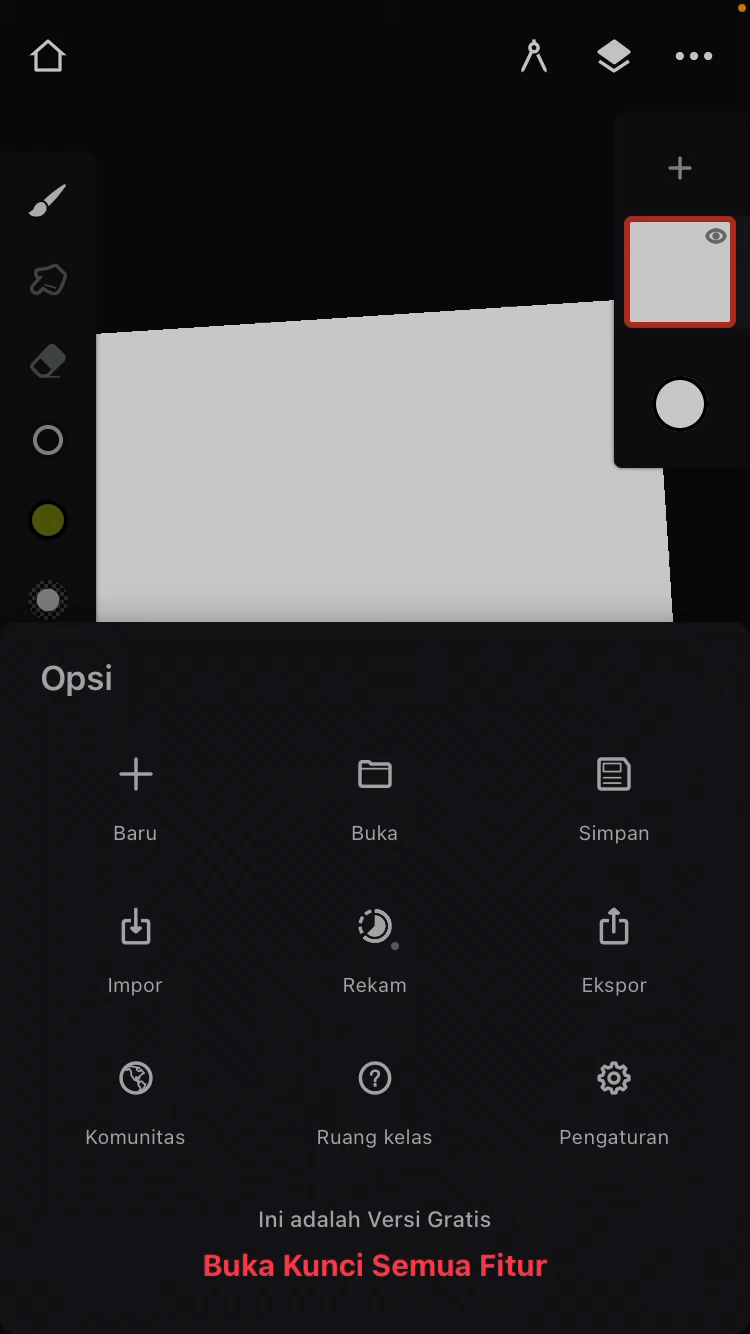 Opsi
Baru
Buka
Simpan
Impor
Rekam
Ekspor
Komunitas
Ruang kelas
Pengaturan
Ini adalah Versi Gratis
Buka Kunci Semua Fitur